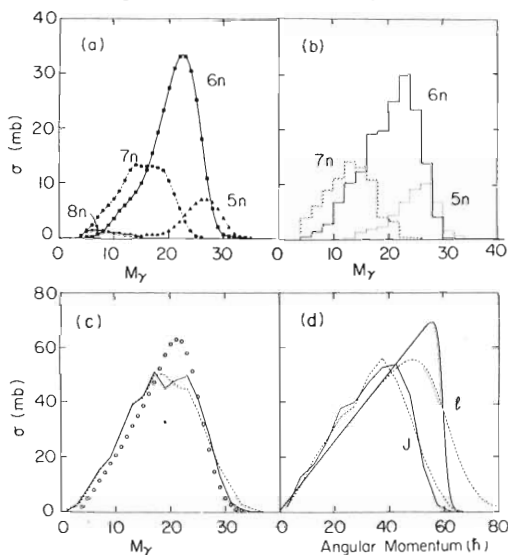 (a)
(b)
σ (mb)
40
30
20
10
0
6n
7n
8n
5n
6n
7n
5n
0 10 20 30
0 10 20 30 40
Mγ
Mγ
(c)
(d)
σ (mb)
80
60
40
20
0
J
ℓ
0 10 20 30
0 20 40 60 80
Mγ
Angular Momentum (ℏ)